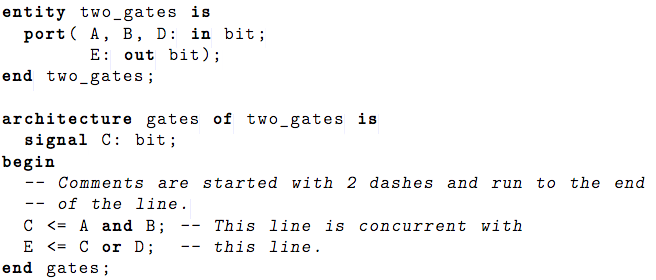 entity two_gates is
port( A, B, D: in bit;
E: out bit);
end two_gates;
architecture gates of two_gates is
signal C: bit;
begin
-- Comments are started with 2 dashes and run to the end
-- of the line.
C <= A and B; -- This line is concurrent with
E <= C or D; -- this line.
end gates;